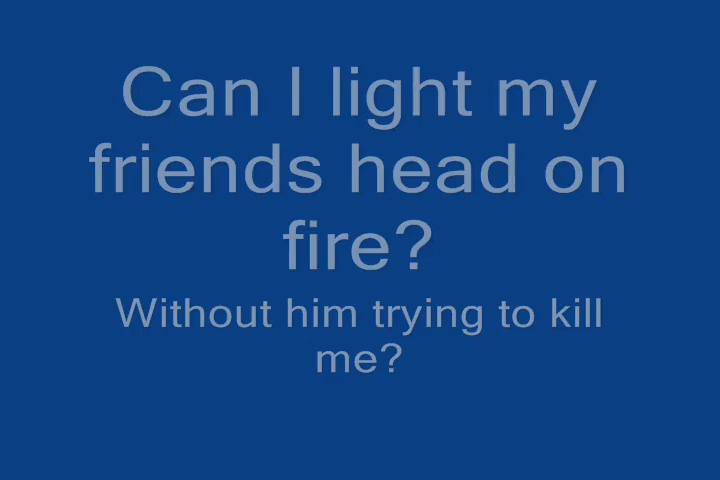 Can I light my
friends head on
fire?
Without him trying to kill
me?